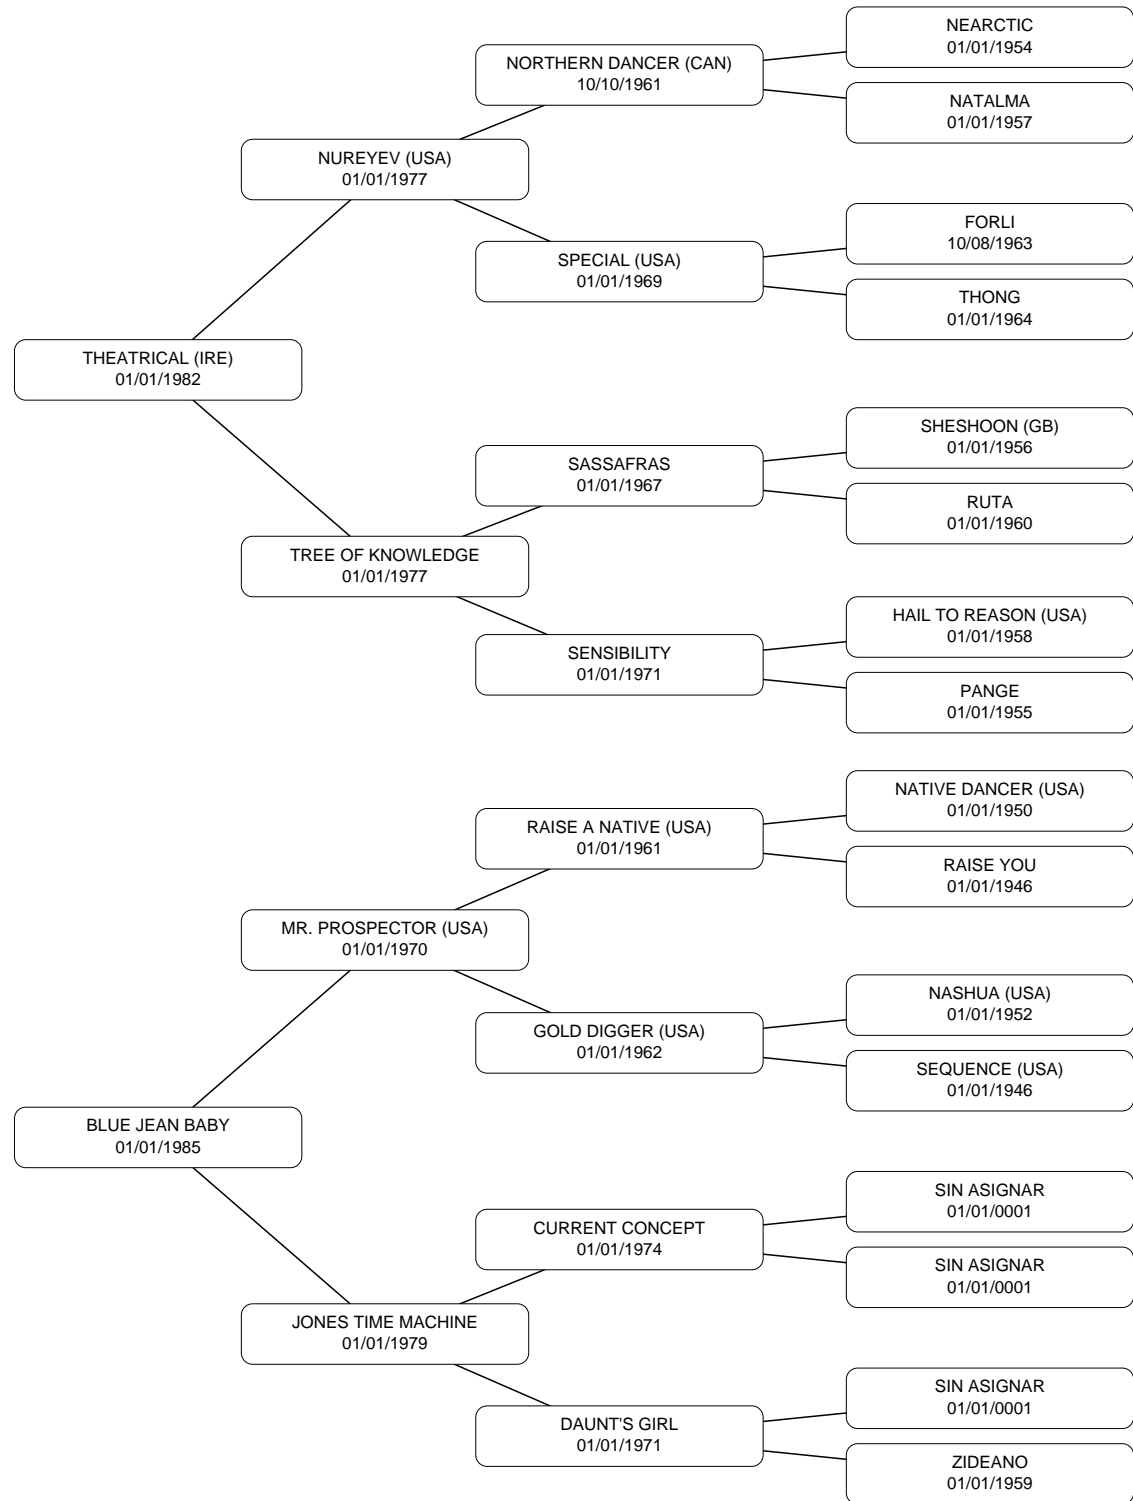 NEARCTIC
01/01/1954
NORTHERN DANCER (CAN)
10/10/1961
NATALMA
01/01/1957
NUREYEV (USA)
01/01/1977
FORLI
10/08/1963
SPECIAL (USA)
01/01/1969
THONG
01/01/1964
THEATRICAL (IRE)
01/01/1982
SHESHOON (GB)
01/01/1956
SASSAFRAS
01/01/1967
RUTA
01/01/1960
TREE OF KNOWLEDGE
01/01/1977
HAIL TO REASON (USA)
01/01/1958
SENSIBILITY
01/01/1971
PANGE
01/01/1955
NATIVE DANCER (USA)
01/01/1950
RAISE A NATIVE (USA)
01/01/1961
RAISE YOU
01/01/1946
MR. PROSPECTOR (USA)
01/01/1970
NASHUA (USA)
01/01/1952
GOLD DIGGER (USA)
01/01/1962
SEQUENCE (USA)
01/01/1946
BLUE JEAN BABY
01/01/1985
SIN ASIGNAR
01/01/0001
CURRENT CONCEPT
01/01/1974
SIN ASIGNAR
01/01/0001
JONES TIME MACHINE
01/01/1979
SIN ASIGNAR
01/01/0001
DAUNT'S GIRL
01/01/1971
ZIDEANO
01/01/1959